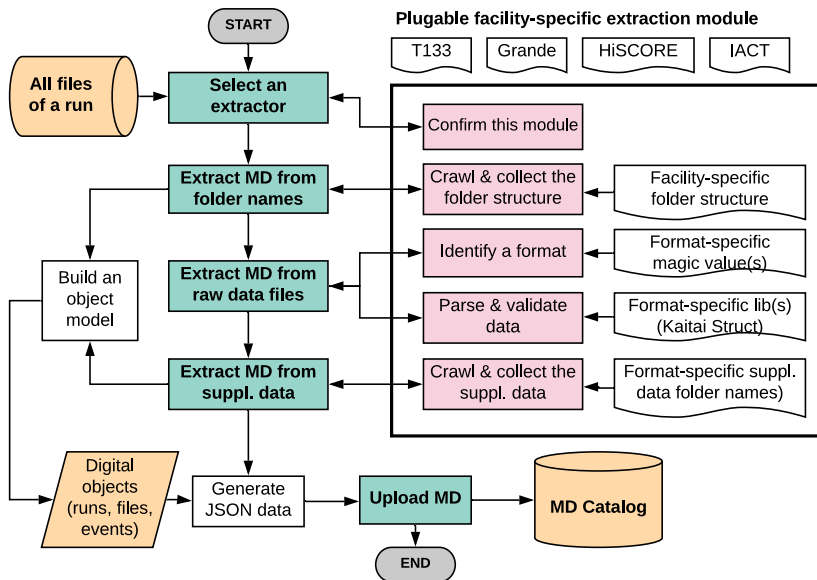 START
Plugable facility-specific extraction module
T133
Grande
HiSCORE
IACT
All files
of a run
Select an
extractor
Confirm this module
Extract MD from
folder names
Crawl & collect the
folder structure
Facility-specific
folder structure
Build an
object
model
Extract MD from
raw data files
Identify a format
Format-specific
magic value(s)
Parse & validate
data
Format-specific lib(s)
(Kaitai Struct)
Extract MD from
suppl. data
Crawl & collect the
suppl. data
Format-specific suppl.
data folder names)
Digital
objects
(runs, files,
events)
Generate
JSON data
Upload MD
MD Catalog
END